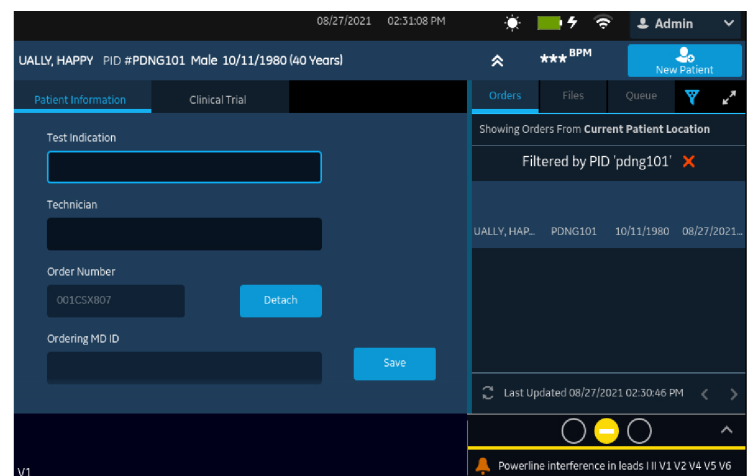 08/27/2021 02:31:08 PM Admin
UALLY, HAPPY PID #PDNG101 Male 10/11/1980 (40 Years) *** BPM New Patient
Patient Information Clinical Trial
Orders Files Queue
Test Indication
Technician
Order Number
001CSX807
Detach
Ordering MD ID
Save
Showing Orders From Current Patient Location
Filtered by PID 'pdng101'
UALLY, HAP... PDNG101 10/11/1980 08/27/2021...
Last Updated 08/27/2021 02:30:46 PM
Powerline interference in leads I II V1 V2 V4 V5 V6
V1